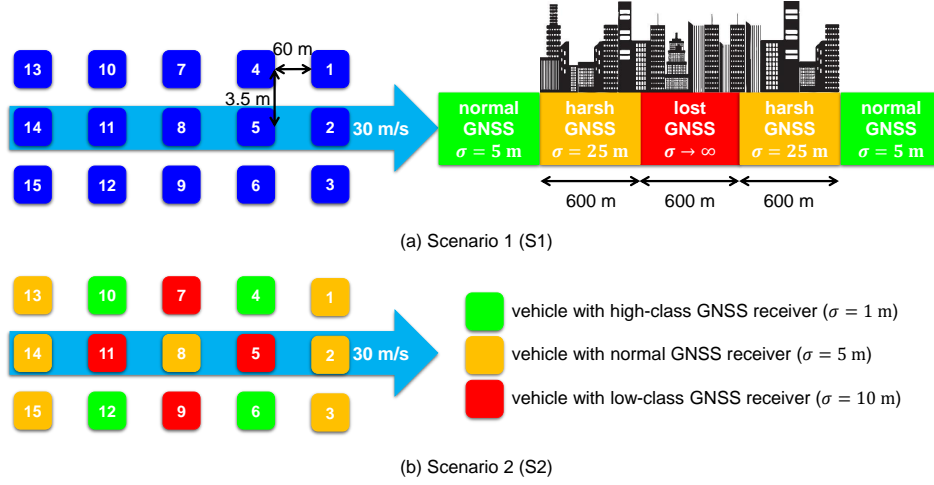 60 m
13 10 7 4 1
3.5 m
14 11 8 5 2 30 m/s
15 12 9 6 3
normal GNSS σ = 5 m
harsh GNSS σ = 25 m
lost GNSS σ → ∞
harsh GNSS σ = 25 m
normal GNSS σ = 5 m
600 m 600 m 600 m
(a) Scenario 1 (S1)
13 10 7 4 1
14 11 8 5 2 30 m/s
15 12 9 6 3
vehicle with high-class GNSS receiver (σ = 1 m)
vehicle with normal GNSS receiver (σ = 5 m)
vehicle with low-class GNSS receiver (σ = 10 m)
(b) Scenario 2 (S2)